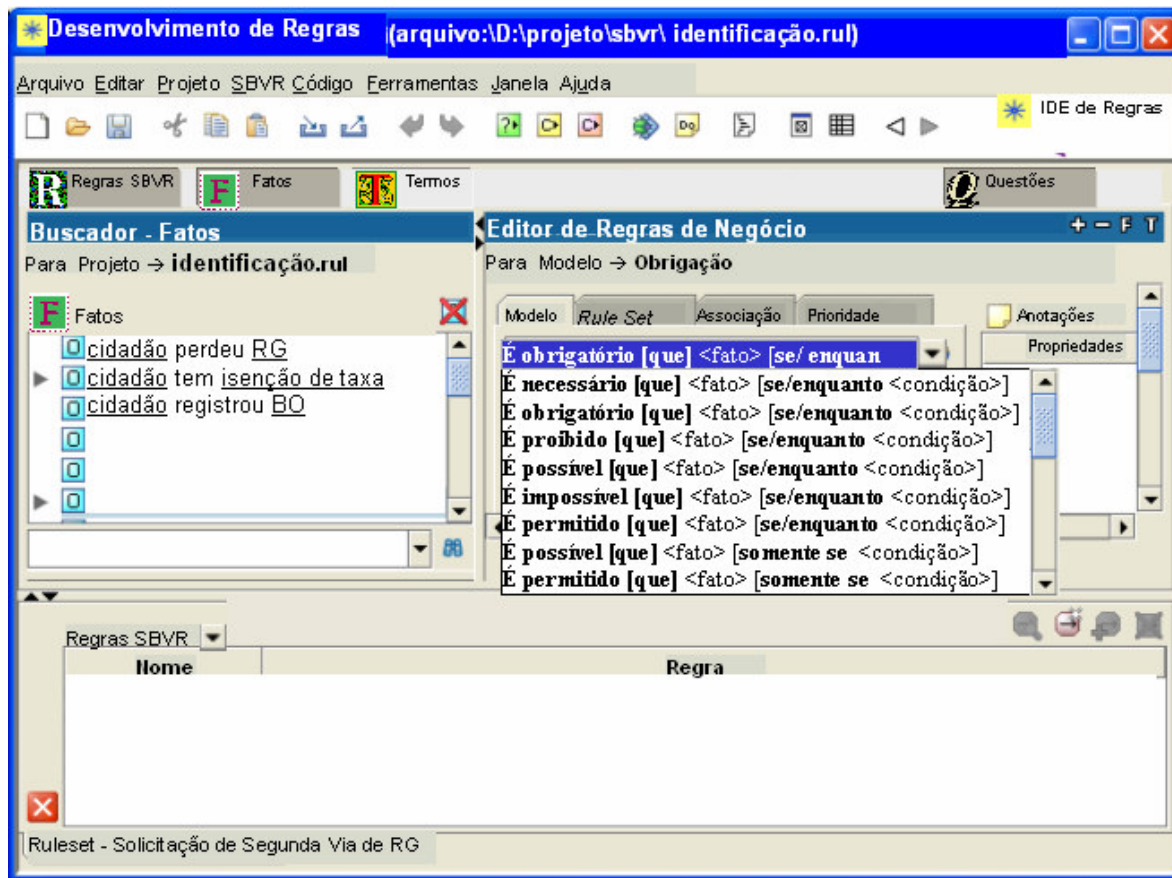 Desenvolvimento de Regras (arquivo:\D:\projeto\sbvr\ identificação.rul)
Arquivo Editar Projeto SBVR Código Ferramentas Janela Ajuda
IDE de Regras
R Regras SBVR F Fatos T Termos Q Questões
Buscador - Fatos
Para Projeto → identificação.rul
F Fatos
cidadão perdeu RG
cidadão tem isenção de taxa
cidadão registrou BO
Editor de Regras de Negócio + – F T
Para Modelo → Obrigação
Modelo Rule Set Associação Prioridade
Anotações
Propriedades
É obrigatório [que] <fato> [se/ enquan
É necessário [que] <fato> [se/enquanto <condição>]
É obrigatório [que] <fato> [se/enquanto <condição>]
É proibido [que] <fato> [se/enquanto <condição>]
É possível [que] <fato> [se/enquanto <condição>]
É impossível [que] <fato> [se/enquanto <condição>]
É permitido [que] <fato> [se/enquanto <condição>]
É possível [que] <fato> [somente se <condição>]
É permitido [que] <fato> [somente se <condição>]
Regras SBVR
Nome Regra
Ruleset - Solicitação de Segunda Via de RG